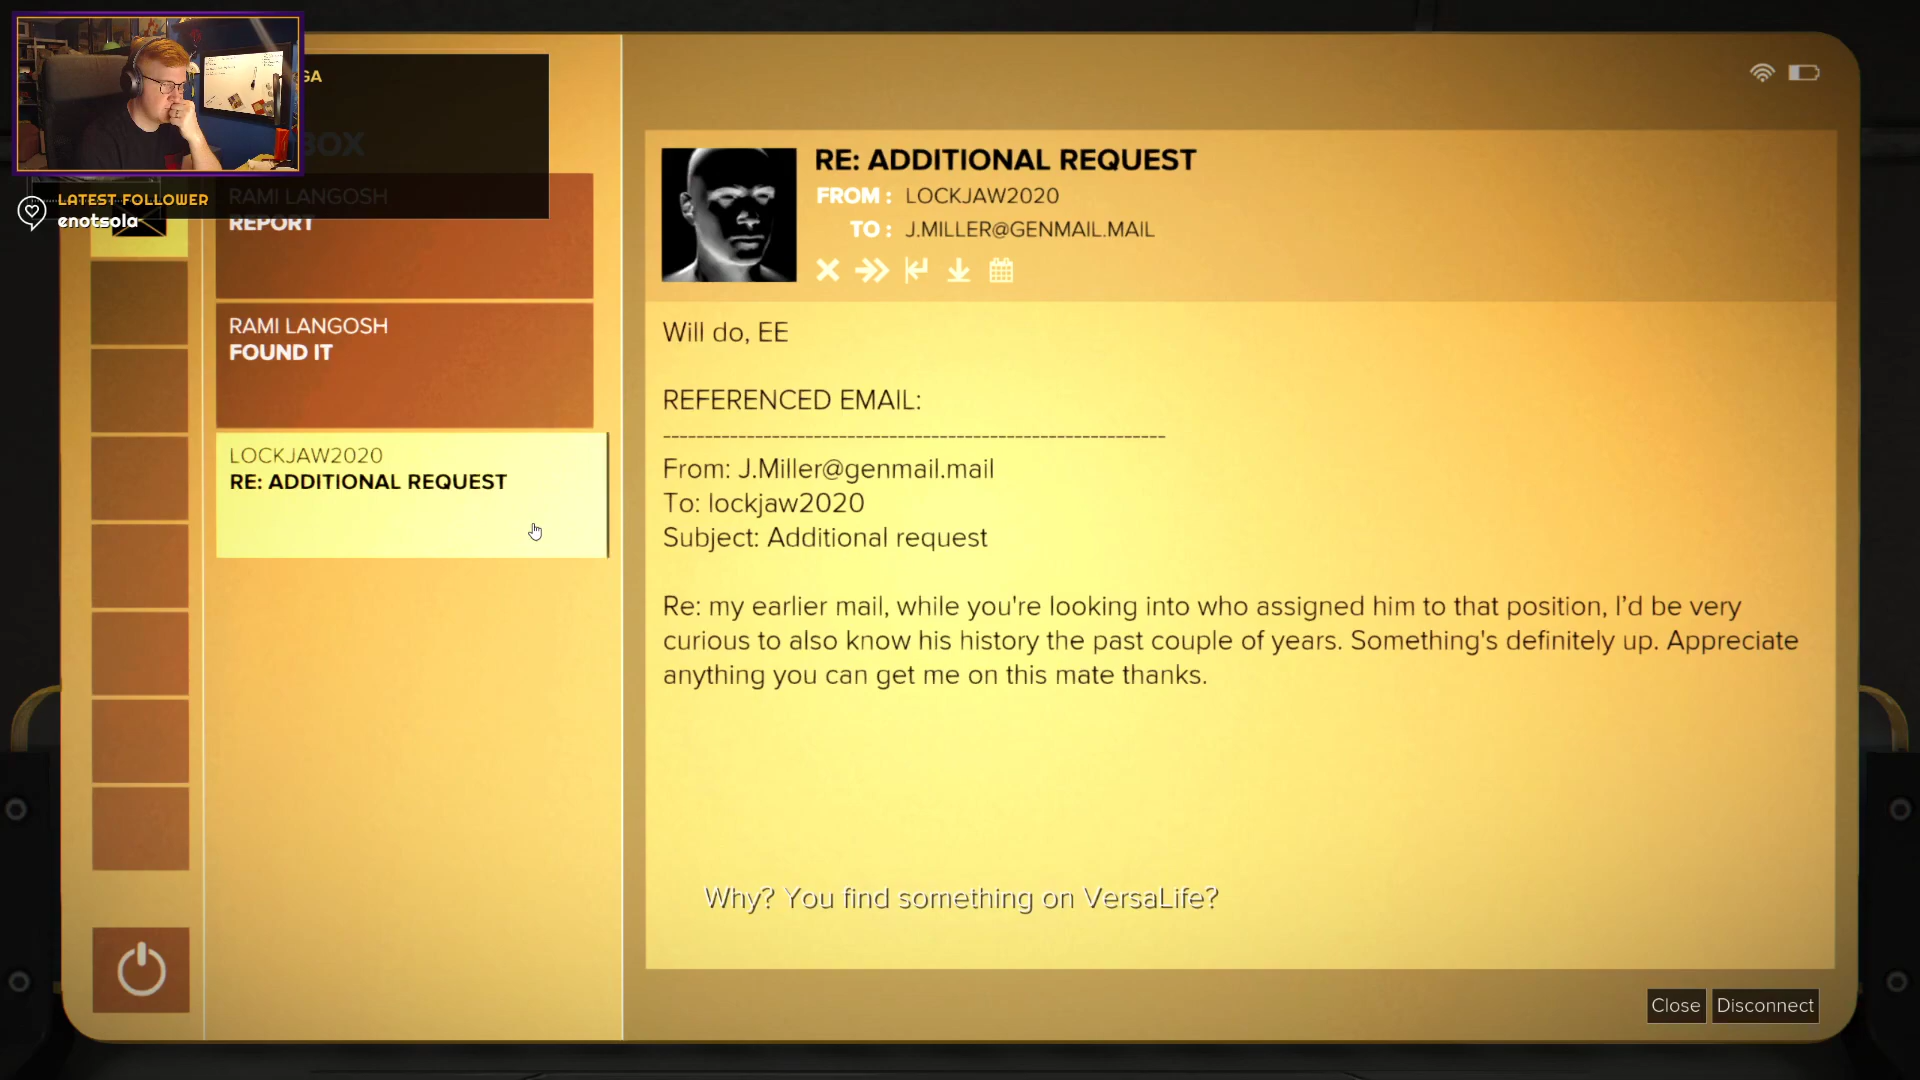 GA
BOX
LATEST FOLLOWER
enotsola
RAMI LANGOSH
REPORT
RAMI LANGOSH
FOUND IT
LOCKJAW2020
RE: ADDITIONAL REQUEST
RE: ADDITIONAL REQUEST
FROM : LOCKJAW2020
TO : J.MILLER@GENMAIL.MAIL
Will do, EE
REFERENCED EMAIL:
------------------------------------------------------------
From: J.Miller@genmail.mail
To: lockjaw2020
Subject: Additional request
Re: my earlier mail, while you're looking into who assigned him to that position, I'd be very
curious to also know his history the past couple of years. Something's definitely up. Appreciate
anything you can get me on this mate thanks.
Why? You find something on VersaLife?
Close Disconnect